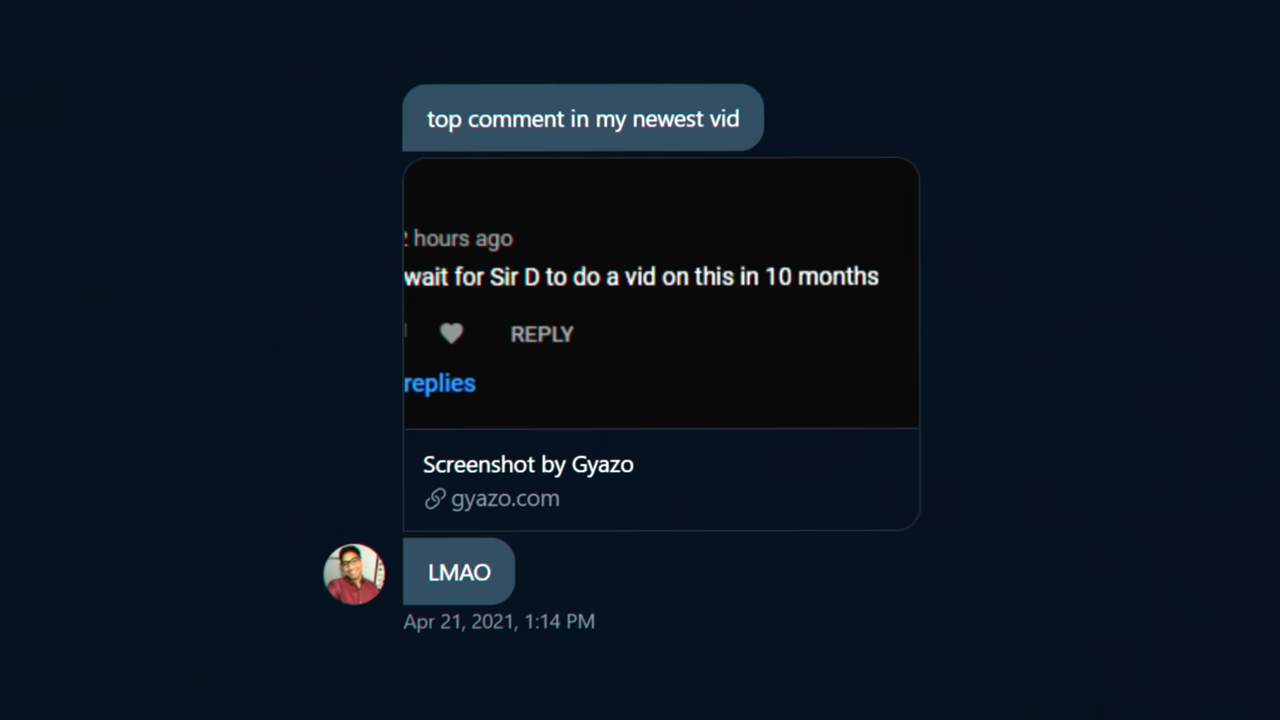 top comment in my newest vid
hours ago
wait for Sir D to do a vid on this in 10 months
REPLY
replies
Screenshot by Gyazo
gyazo.com
LMAO
Apr 21, 2021, 1:14 PM